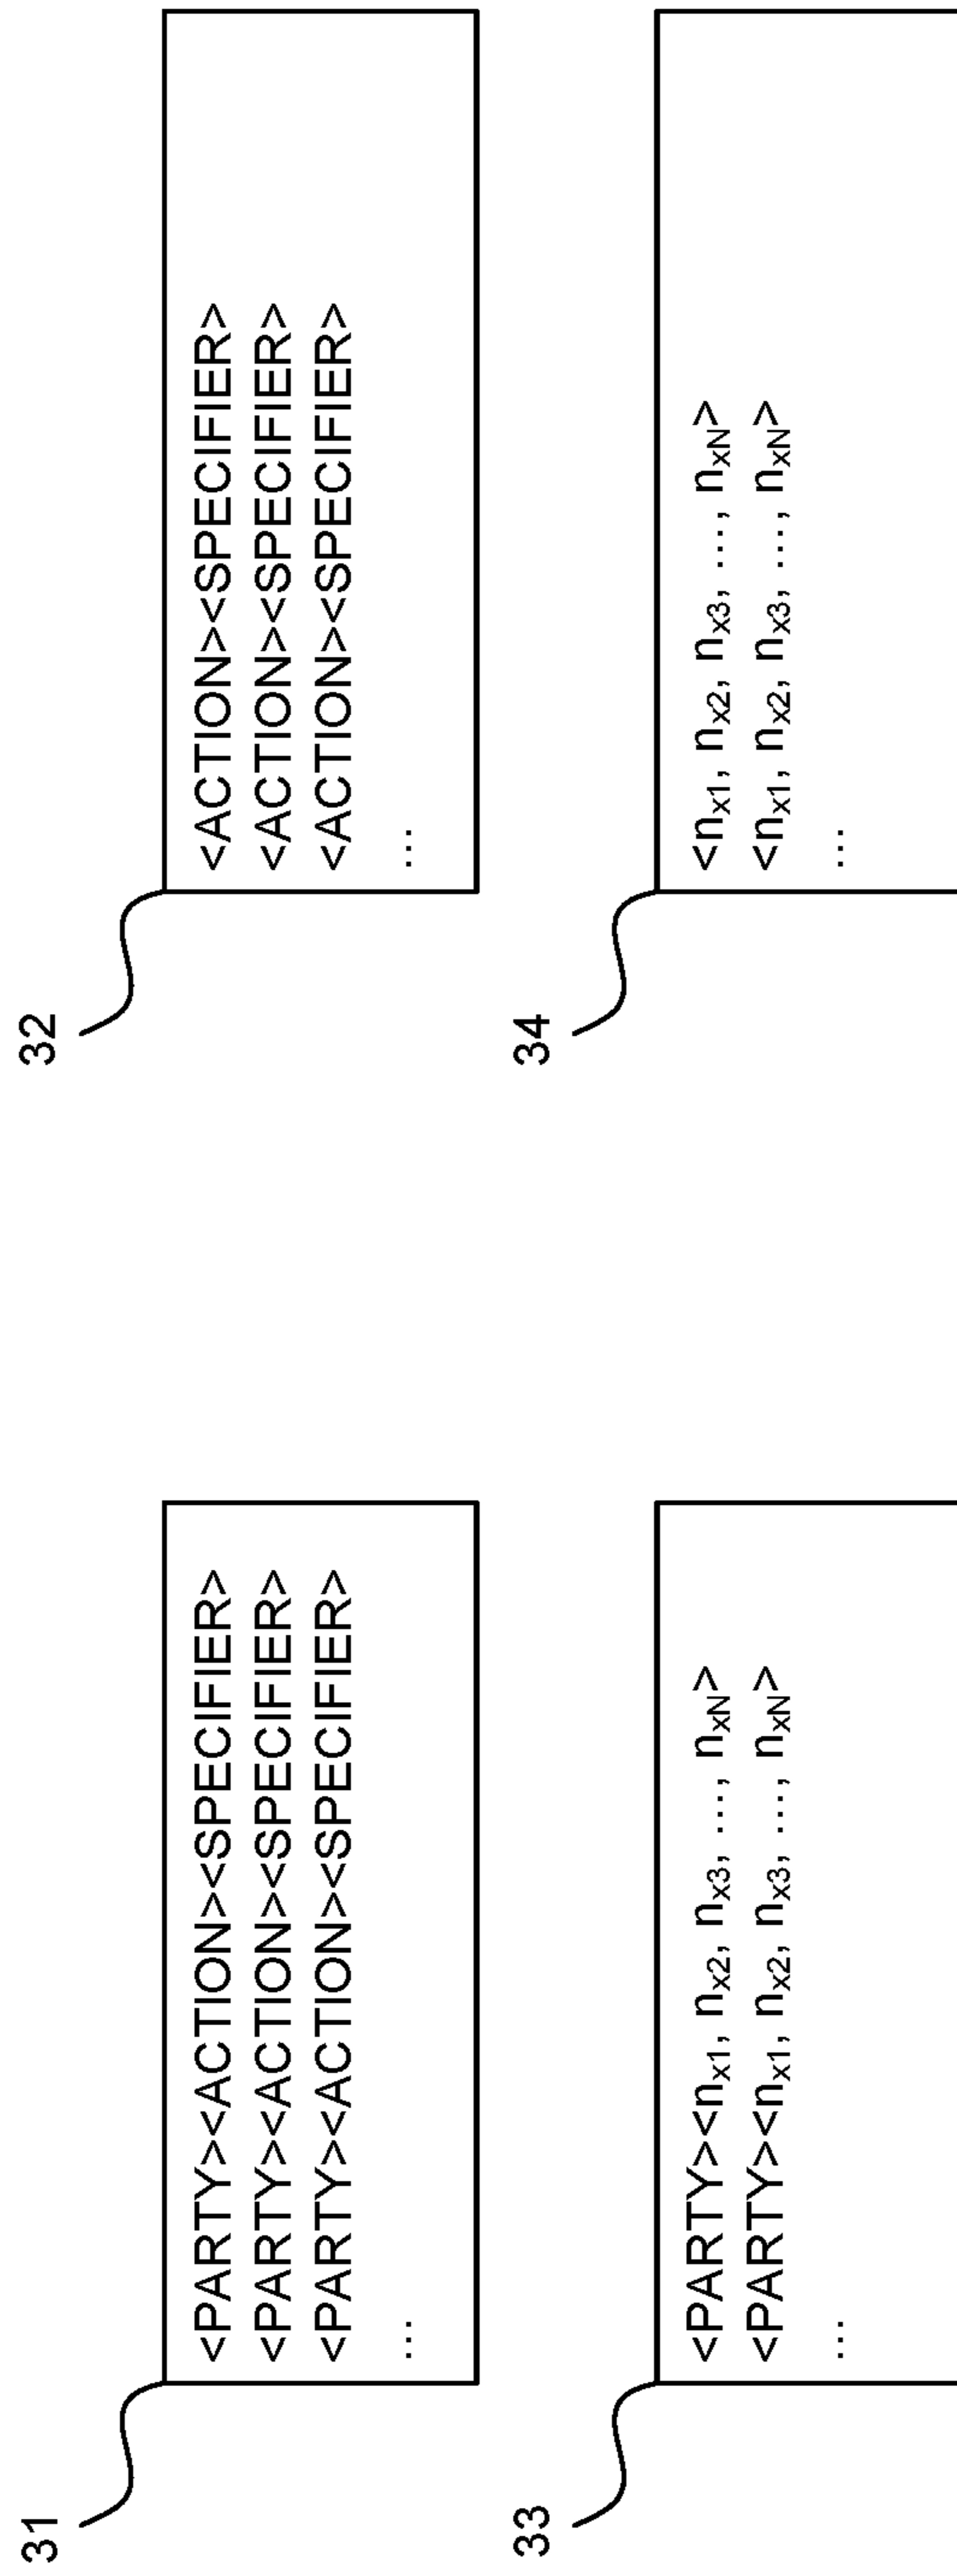 31
<PARTY><ACTION><SPECIFIER>
<PARTY><ACTION><SPECIFIER>
<PARTY><ACTION><SPECIFIER>
...
32
<ACTION><SPECIFIER>
<ACTION><SPECIFIER>
<ACTION><SPECIFIER>
...
33
<PARTY><nx1, nx2, nx3, ..., nxN>
<PARTY><nx1, nx2, nx3, ..., nxN>
...
34
<nx1, nx2, nx3, ..., nxN>
<nx1, nx2, nx3, ..., nxN>
...